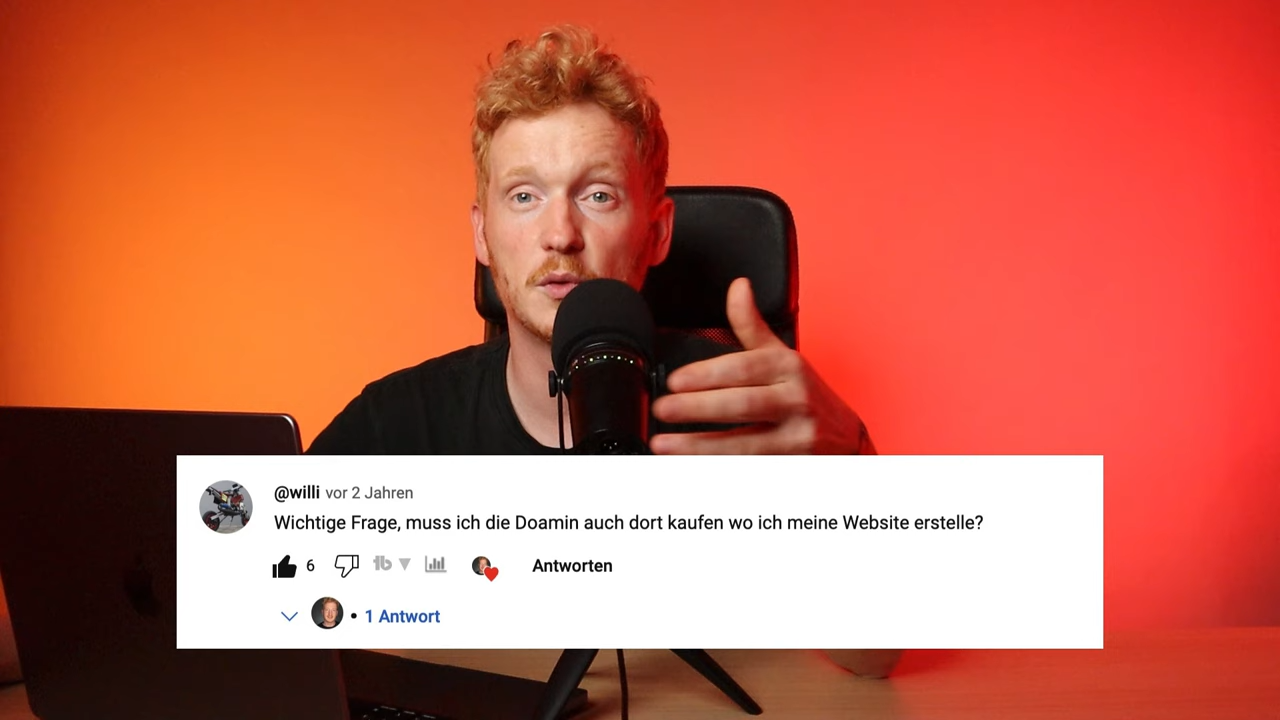 @willi vor 2 Jahren
Wichtige Frage, muss ich die Doamin auch dort kaufen wo ich meine Website erstelle?
6 Antworten
• 1 Antwort